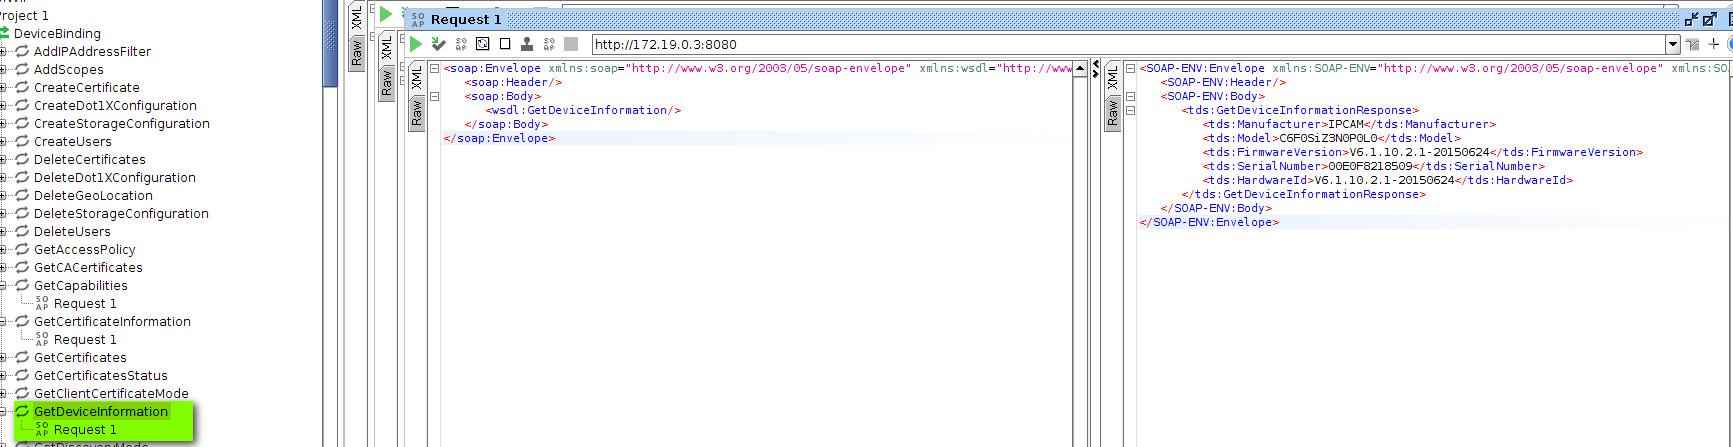 Project 1
DeviceBinding
AddIPAddressFilter
AddScopes
CreateCertificate
CreateDot1XConfiguration
CreateStorageConfiguration
CreateUsers
DeleteCertificates
DeleteDot1XConfiguration
DeleteGeoLocation
DeleteStorageConfiguration
DeleteUsers
GetAccessPolicy
GetCACertificates
GetCapabilities
SOAP Request 1
GetCertificateInformation
SOAP Request 1
GetCertificates
GetCertificatesStatus
GetClientCertificateMode
GetDeviceInformation
SOAP Request 1
GetDiscoveryMode
XML
Raw
XML
Raw
SOAP Request 1
http://172.19.0.3:8080
XML
Raw
<soap:Envelope xmlns:soap="http://www.w3.org/2003/05/soap-envelope" xmlns:wsdl="http://www
<soap:Header/>
<soap:Body>
<wsdl:GetDeviceInformation/>
</soap:Body>
</soap:Envelope>
XML
Raw
<SOAP-ENV:Envelope xmlns:SOAP-ENV="http://www.w3.org/2003/05/soap-envelope" xmlns:SO
<SOAP-ENV:Header/>
<SOAP-ENV:Body>
<tds:GetDeviceInformationResponse>
<tds:Manufacturer>IPCAM</tds:Manufacturer>
<tds:Model>C6F0SiZ3N0P0L0</tds:Model>
<tds:FirmwareVersion>V6.1.10.2.1-20150624</tds:FirmwareVersion>
<tds:SerialNumber>00E0F8218509</tds:SerialNumber>
<tds:HardwareId>V6.1.10.2.1-20150624</tds:HardwareId>
</tds:GetDeviceInformationResponse>
</SOAP-ENV:Body>
</SOAP-ENV:Envelope>